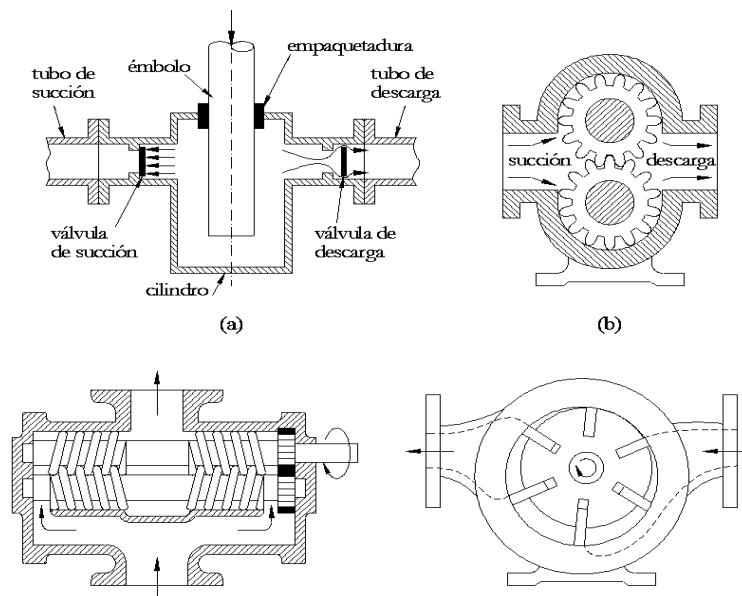 tubo de
succión
émbolo
empaquetadura
tubo de
descarga
válvula
de succión
válvula de
descarga
cilindro
(a)
succión
descarga
(b)